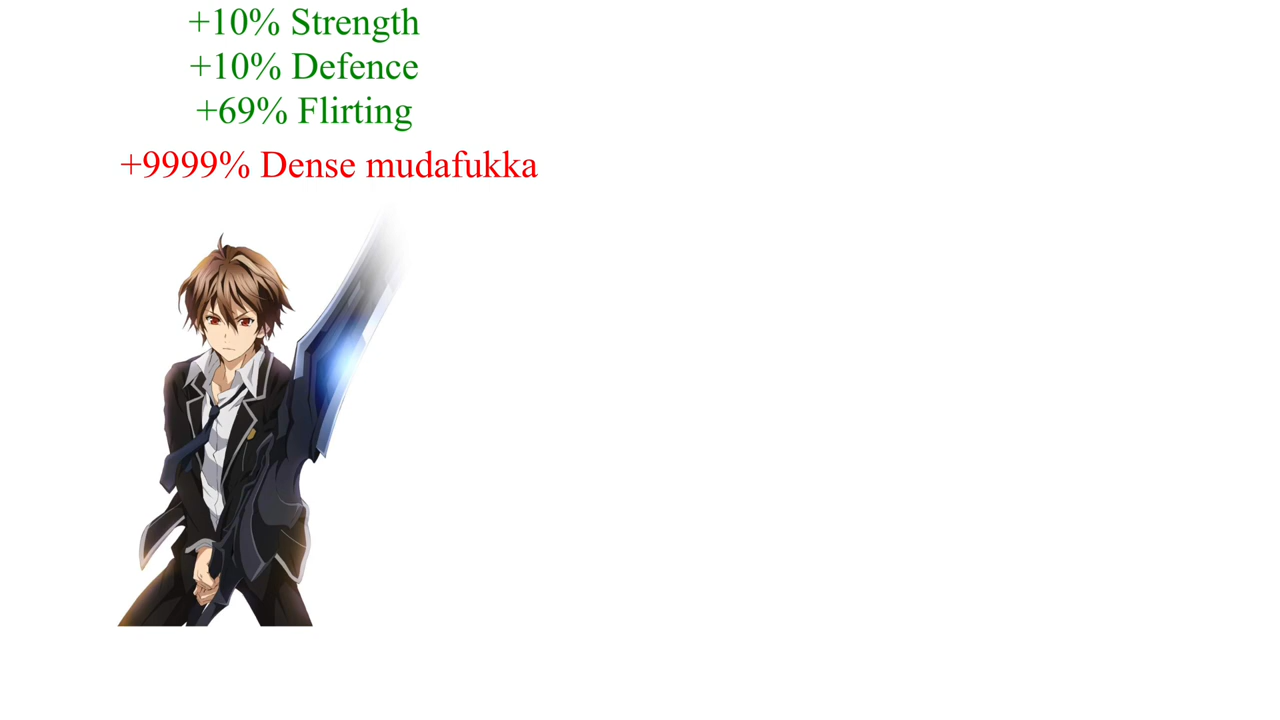 +10% Strength
+10% Defence
+69% Flirting
+9999% Dense mudafukka